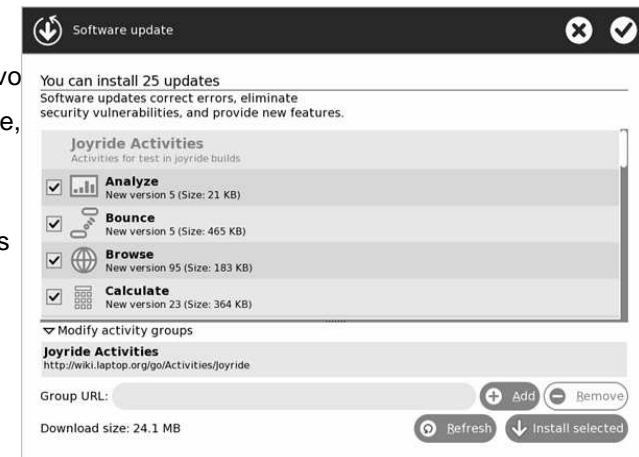 Software update
vo
You can install 25 updates
Software updates correct errors, eliminate
e,
security vulnerabilities, and provide new features.
Joyride Activities
Activities for test in joyride builds
Analyze
New version 5 (Size: 21 KB)
Bounce
New version 5 (Size: 465 KB)
s
Browse
New version 95 (Size: 183 KB)
Calculate
New version 23 (Size: 364 KB)
Modify activity groups
Joyride Activities
http://wiki.laptop.org/go/Activities/Joyride
Group URL:
Add
Remove
Download size: 24.1 MB
Refresh
Install selected